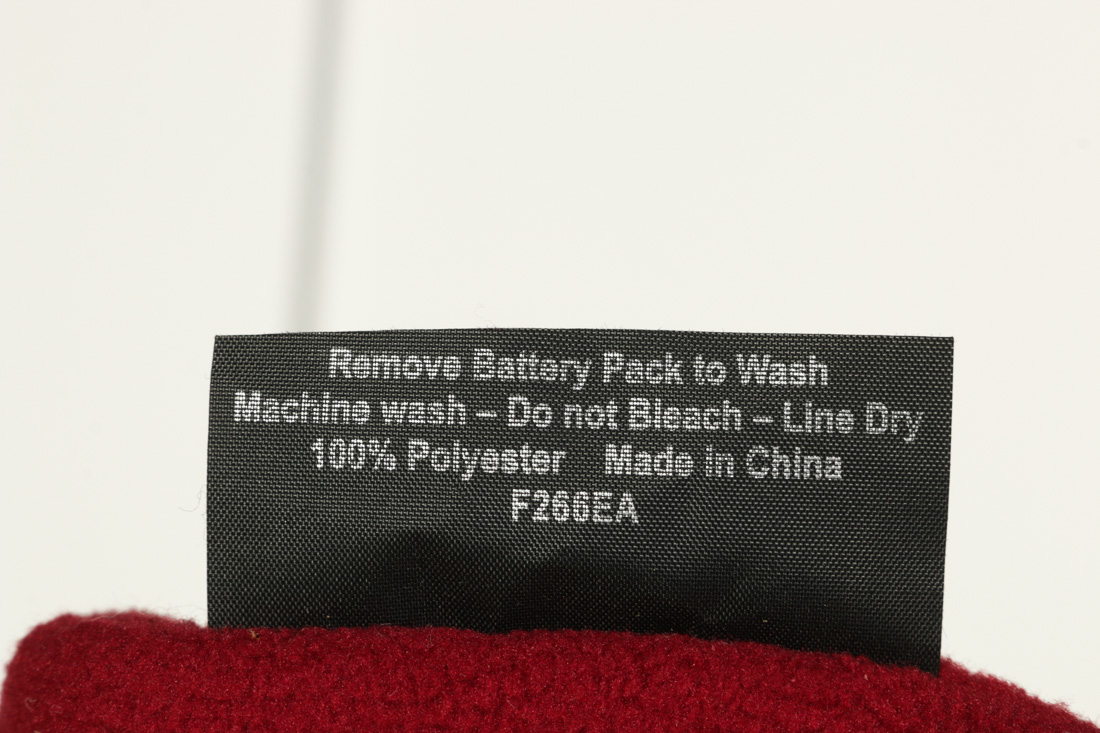 Remove Battery Pack to Wash
Machine wash – Do not Bleach – Line Dry
100% Polyester Made in China
F266EA